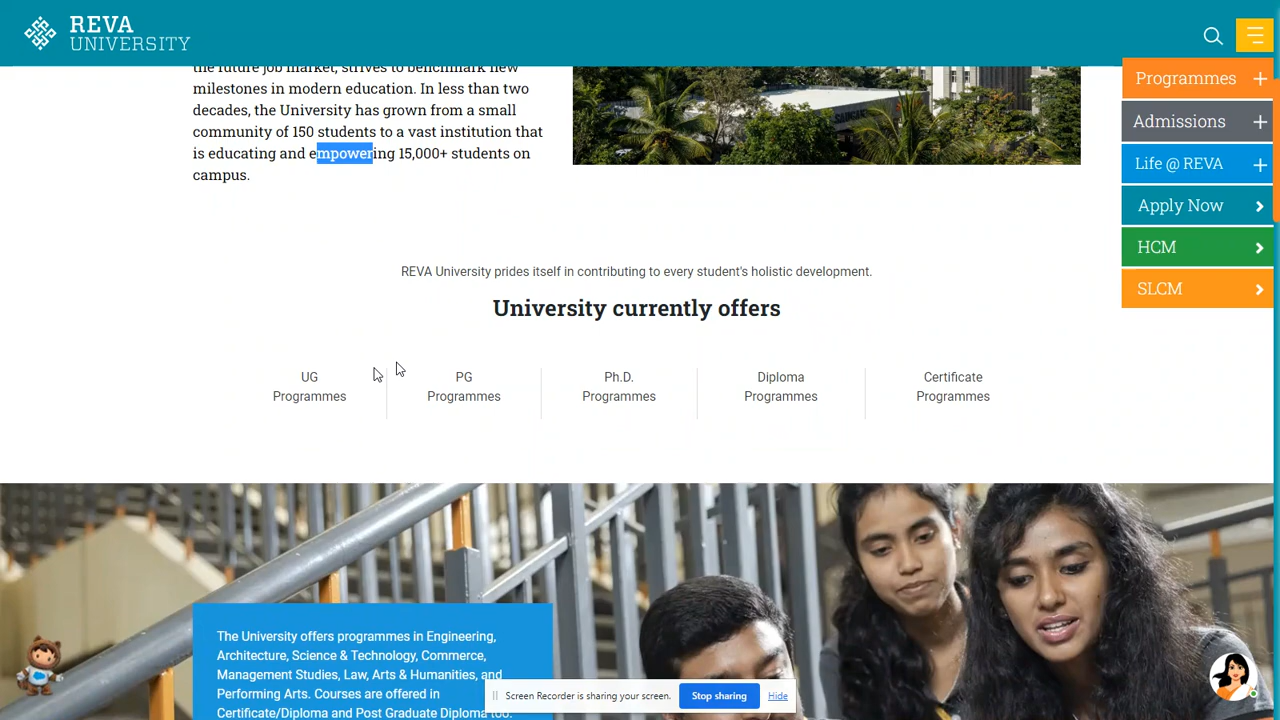 REVA
UNIVERSITY
Programmes
Admissions
Life @ REVA
Apply Now
HCM
SLCM
the future job market, strives to benchmark new
milestones in modern education. In less than two
decades, the University has grown from a small
community of 150 students to a vast institution that
is educating and empowering 15,000+ students on
campus.
REVA University prides itself in contributing to every student's holistic development.
University currently offers
UG
Programmes
PG
Programmes
Ph.D.
Programmes
Diploma
Programmes
Certificate
Programmes
The University offers programmes in Engineering,
Architecture, Science & Technology, Commerce,
Management Studies, Law, Arts & Humanities, and
Performing Arts. Courses are offered in
Certificate/Diploma and Post Graduate Diploma too.
Screen Recorder is sharing your screen.
Stop sharing
Hide